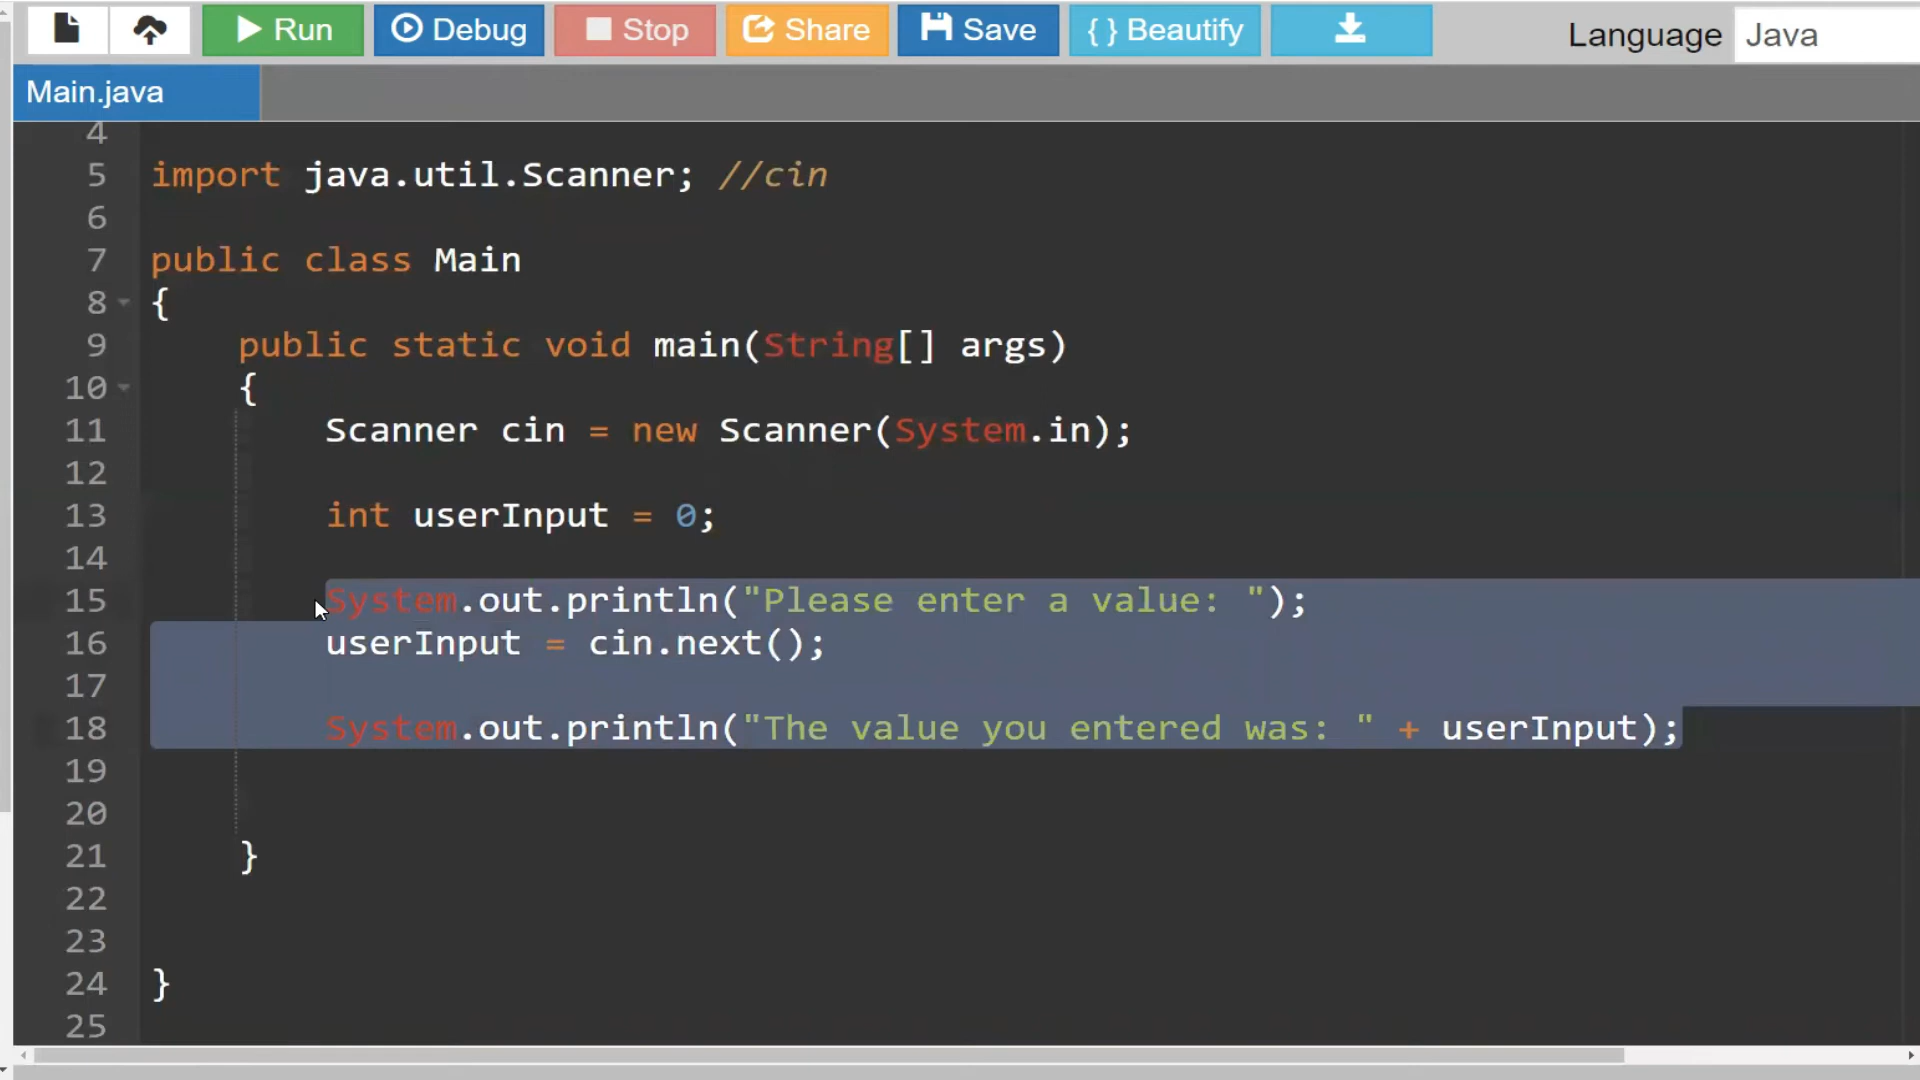 Run Debug Stop Share Save { } Beautify Language Java
Main.java
4
5 import java.util.Scanner; //cin
6
7 public class Main
8 {
9 public static void main(String[] args)
10 {
11 Scanner cin = new Scanner(System.in);
12
13 int userInput = 0;
14
15 System.out.println("Please enter a value: ");
16 userInput = cin.next();
17
18 System.out.println("The value you entered was: " + userInput);
19
20
21 }
22
23
24 }
25